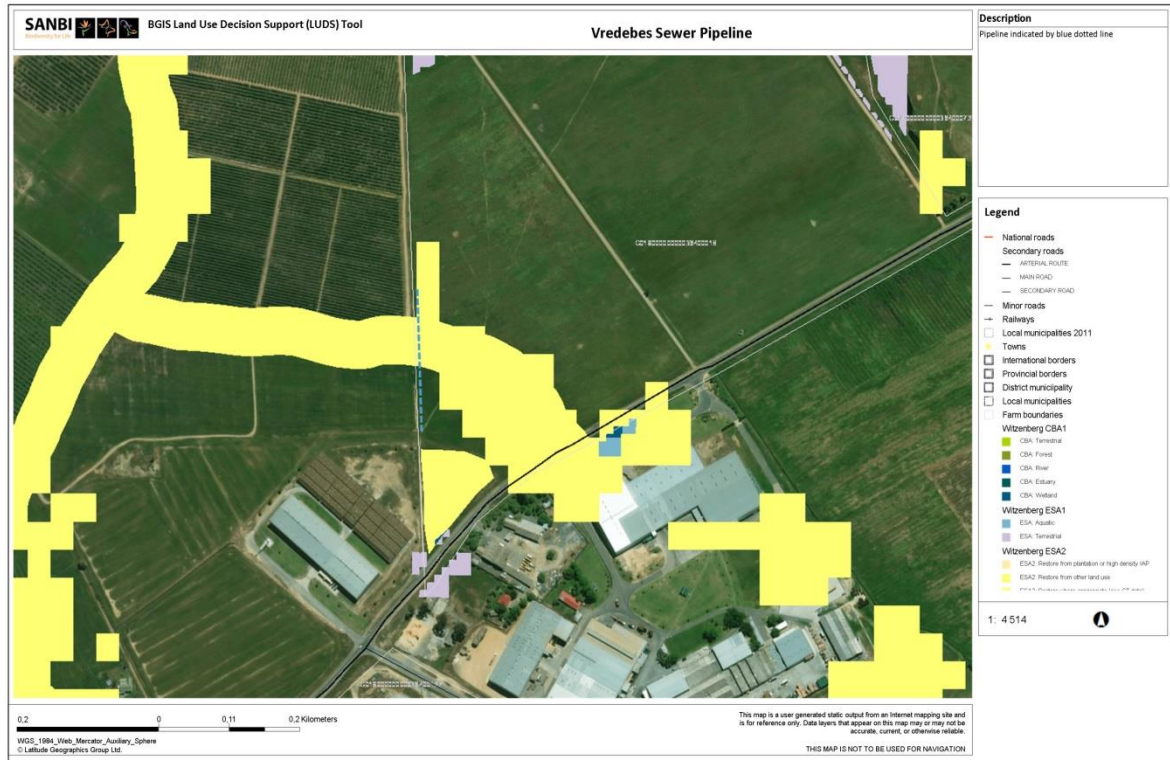 SANBI
Biodiversity for Life
BGIS Land Use Decision Support (LUDS) Tool
Vredebes Sewer Pipeline
Description
Pipeline indicated by blue dotted line
Legend
National roads
Secondary roads
ARTERIAL ROUTE
MAIN ROAD
SECONDARY ROAD
Minor roads
Railways
Local municipalities 2011
Towns
International borders
Provincial borders
District municipality
Local municipalities
Farm boundaries
Witzenberg CBA1
CBA: Terrestrial
CBA: Forest
CBA: River
CBA: Estuary
CBA: Wetland
Witzenberg ESA1
ESA: Aquatic
ESA: Terrestrial
Witzenberg ESA2
ESA2: Restore from plantation or high density IAP
ESA2: Restore from other land use
1: 4 514
0,2 0 0,11 0,2 Kilometers
WGS_1984_Web_Mercator_Auxiliary_Sphere
© Latitude Geographics Group Ltd.
This map is a user generated static output from an Internet mapping site and
is for reference only. Data layers that appear on this map may or may not be
accurate, current, or otherwise reliable.
THIS MAP IS NOT TO BE USED FOR NAVIGATION